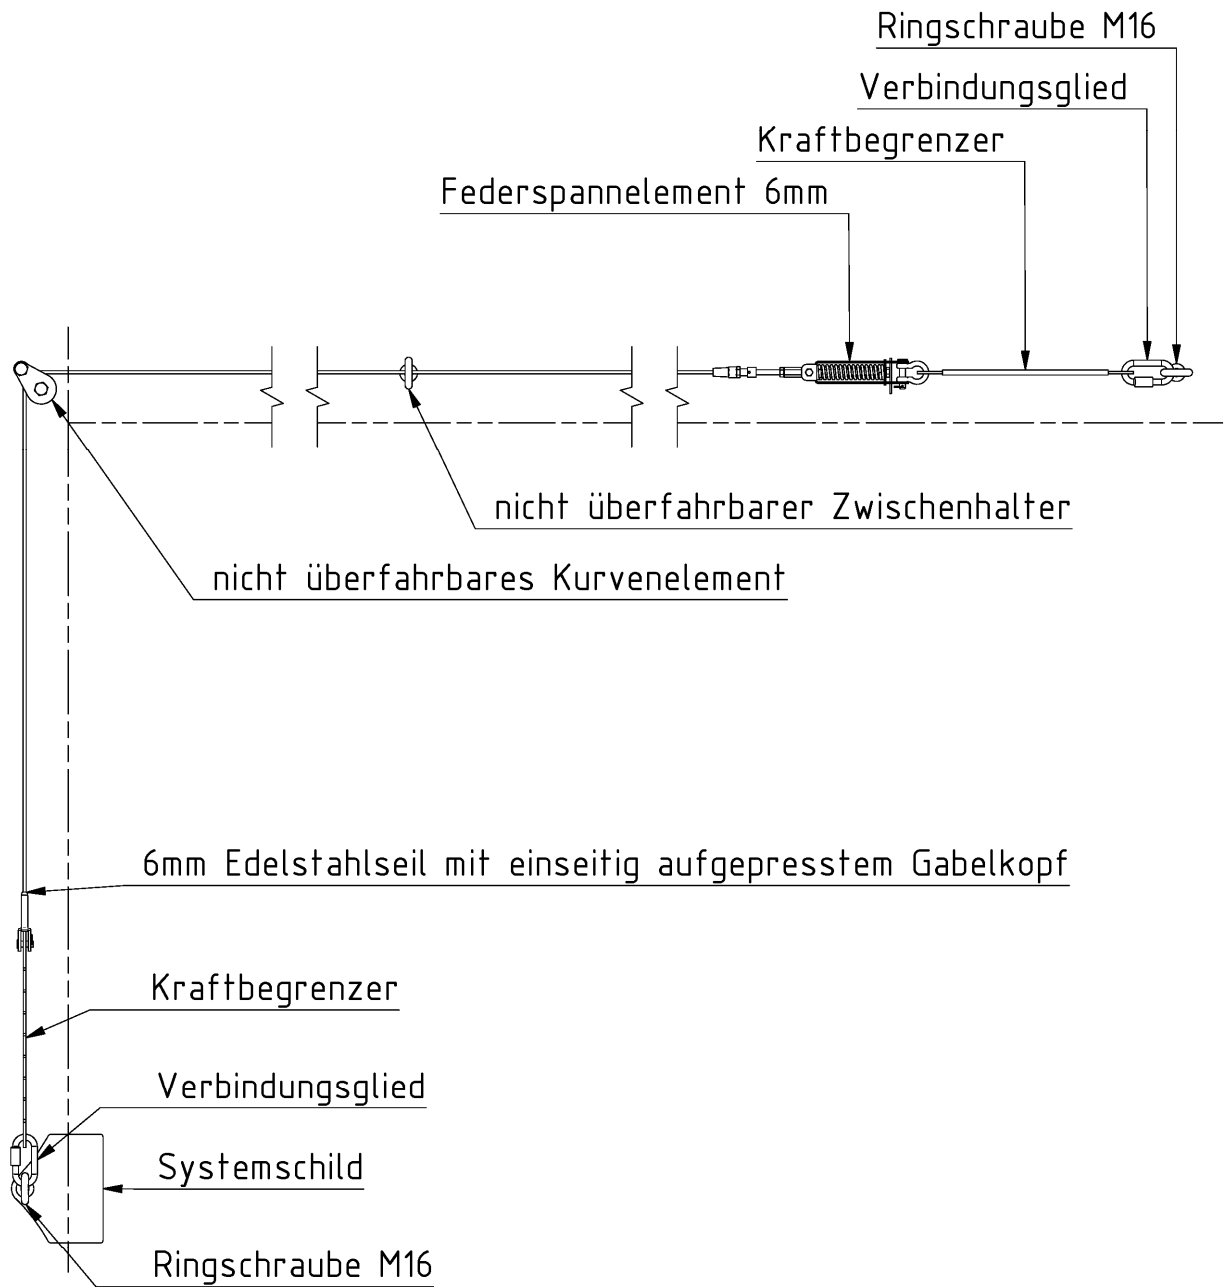 Ringschraube M16
Verbindungsglied
Kraftbegrenzer
Federspannelement 6mm
nicht überfahrbarer Zwischenhalter
nicht überfahrbares Kurvenelement
6mm Edelstahlseil mit einseitig aufgepresstem Gabelkopf
Kraftbegrenzer
Verbindungsglied
Systemschild
Ringschraube M16